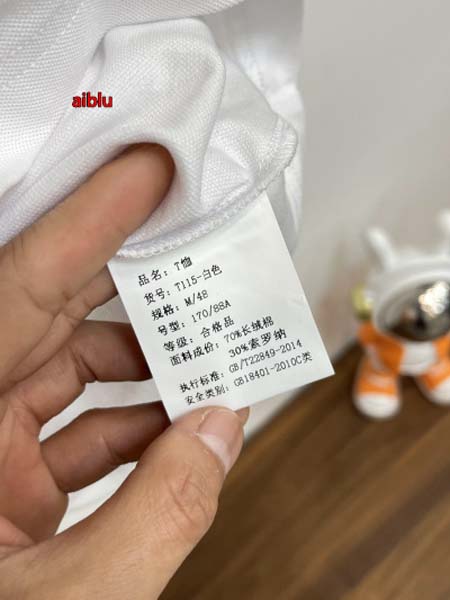 aiblu
品名: T恤
货号: T115-白色
规格: M/48
号型: 170/88A
等级: 合格品
面料成价: 70%长绒棉
30%索罗纳
执行标准: GB/T22849-2014
安全类别: GB18401-2010C类